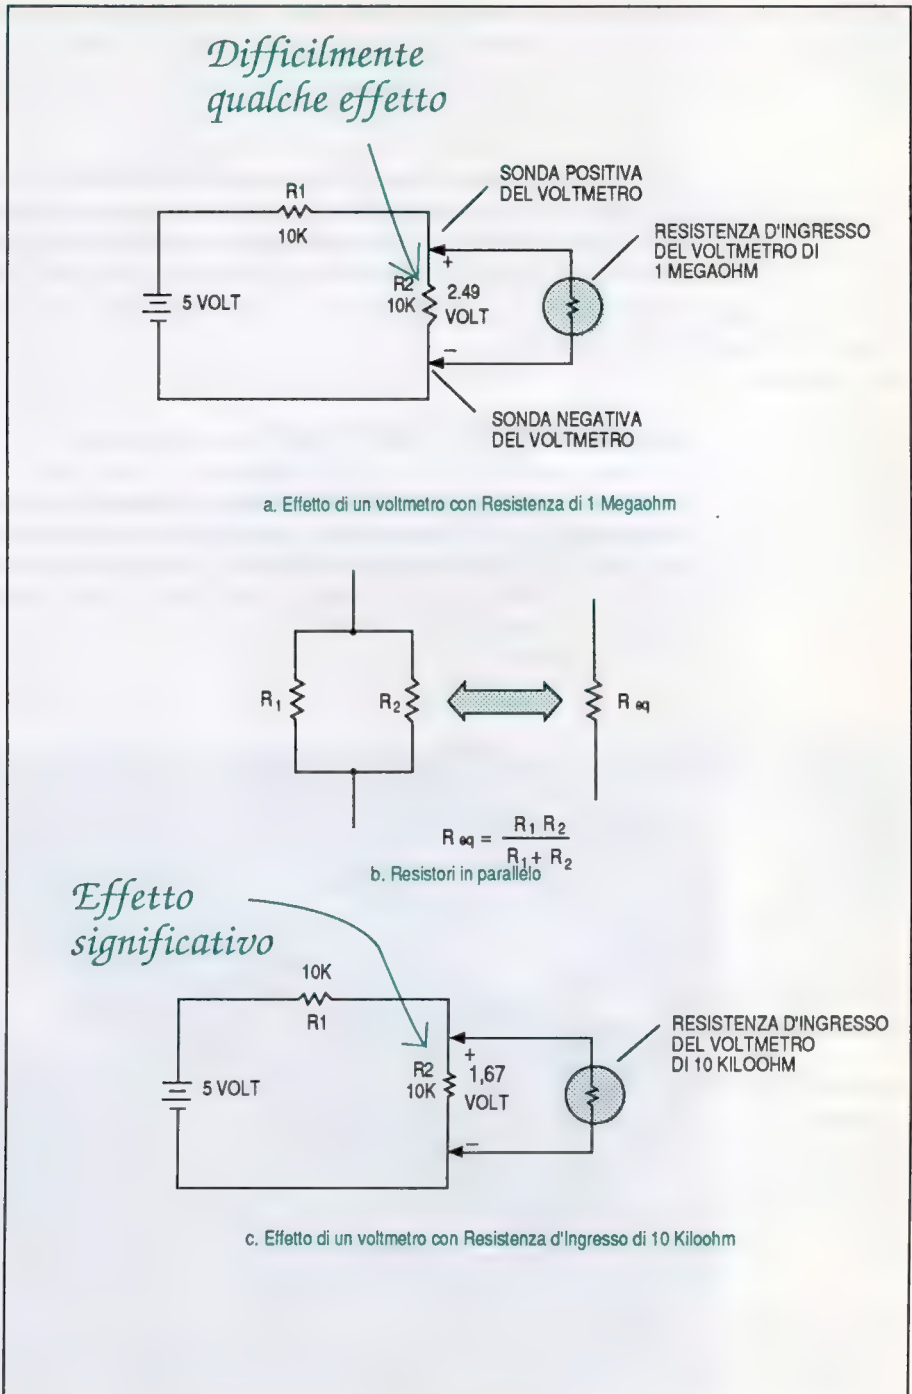 Difficilmente
qualche effetto
SONDA POSITIVA
DEL VOLTMETRO
R1
10K
RESISTENZA D'INGRESSO
DEL VOLTMETRO DI
1 MEGAOHM
+
5 VOLT
R2
10K
2.49
VOLT
–
SONDA NEGATIVA
DEL VOLTMETRO
a. Effetto di un voltmetro con Resistenza di 1 Megaohm
R1
R2
R eq
R eq = R1 R2 / R1 + R2
b. Resistori in parallelo
Effetto
significativo
10K
R1
RESISTENZA D'INGRESSO
DEL VOLTMETRO
DI 10 KILOOHM
+
5 VOLT
R2
10K
1,67
VOLT
–
c. Effetto di un voltmetro con Resistenza d'Ingresso di 10 Kiloohm